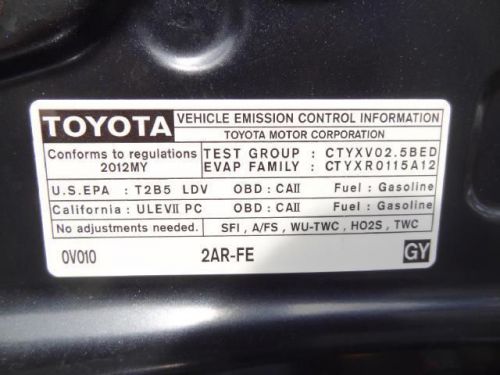 TOYOTA VEHICLE EMISSION CONTROL INFORMATION
TOYOTA MOTOR CORPORATION
Conforms to regulations
2012MY
TEST GROUP : CTYXV02.5BED
EVAP FAMILY : CTYXR0115A12
U.S.EPA : T2B5 LDV OBD : CAII Fuel : Gasoline
California : ULEVII PC OBD : CAII Fuel : Gasoline
No adjustments needed. SFI , A/FS , WU-TWC , HO2S , TWC
0V010 2AR-FE GY